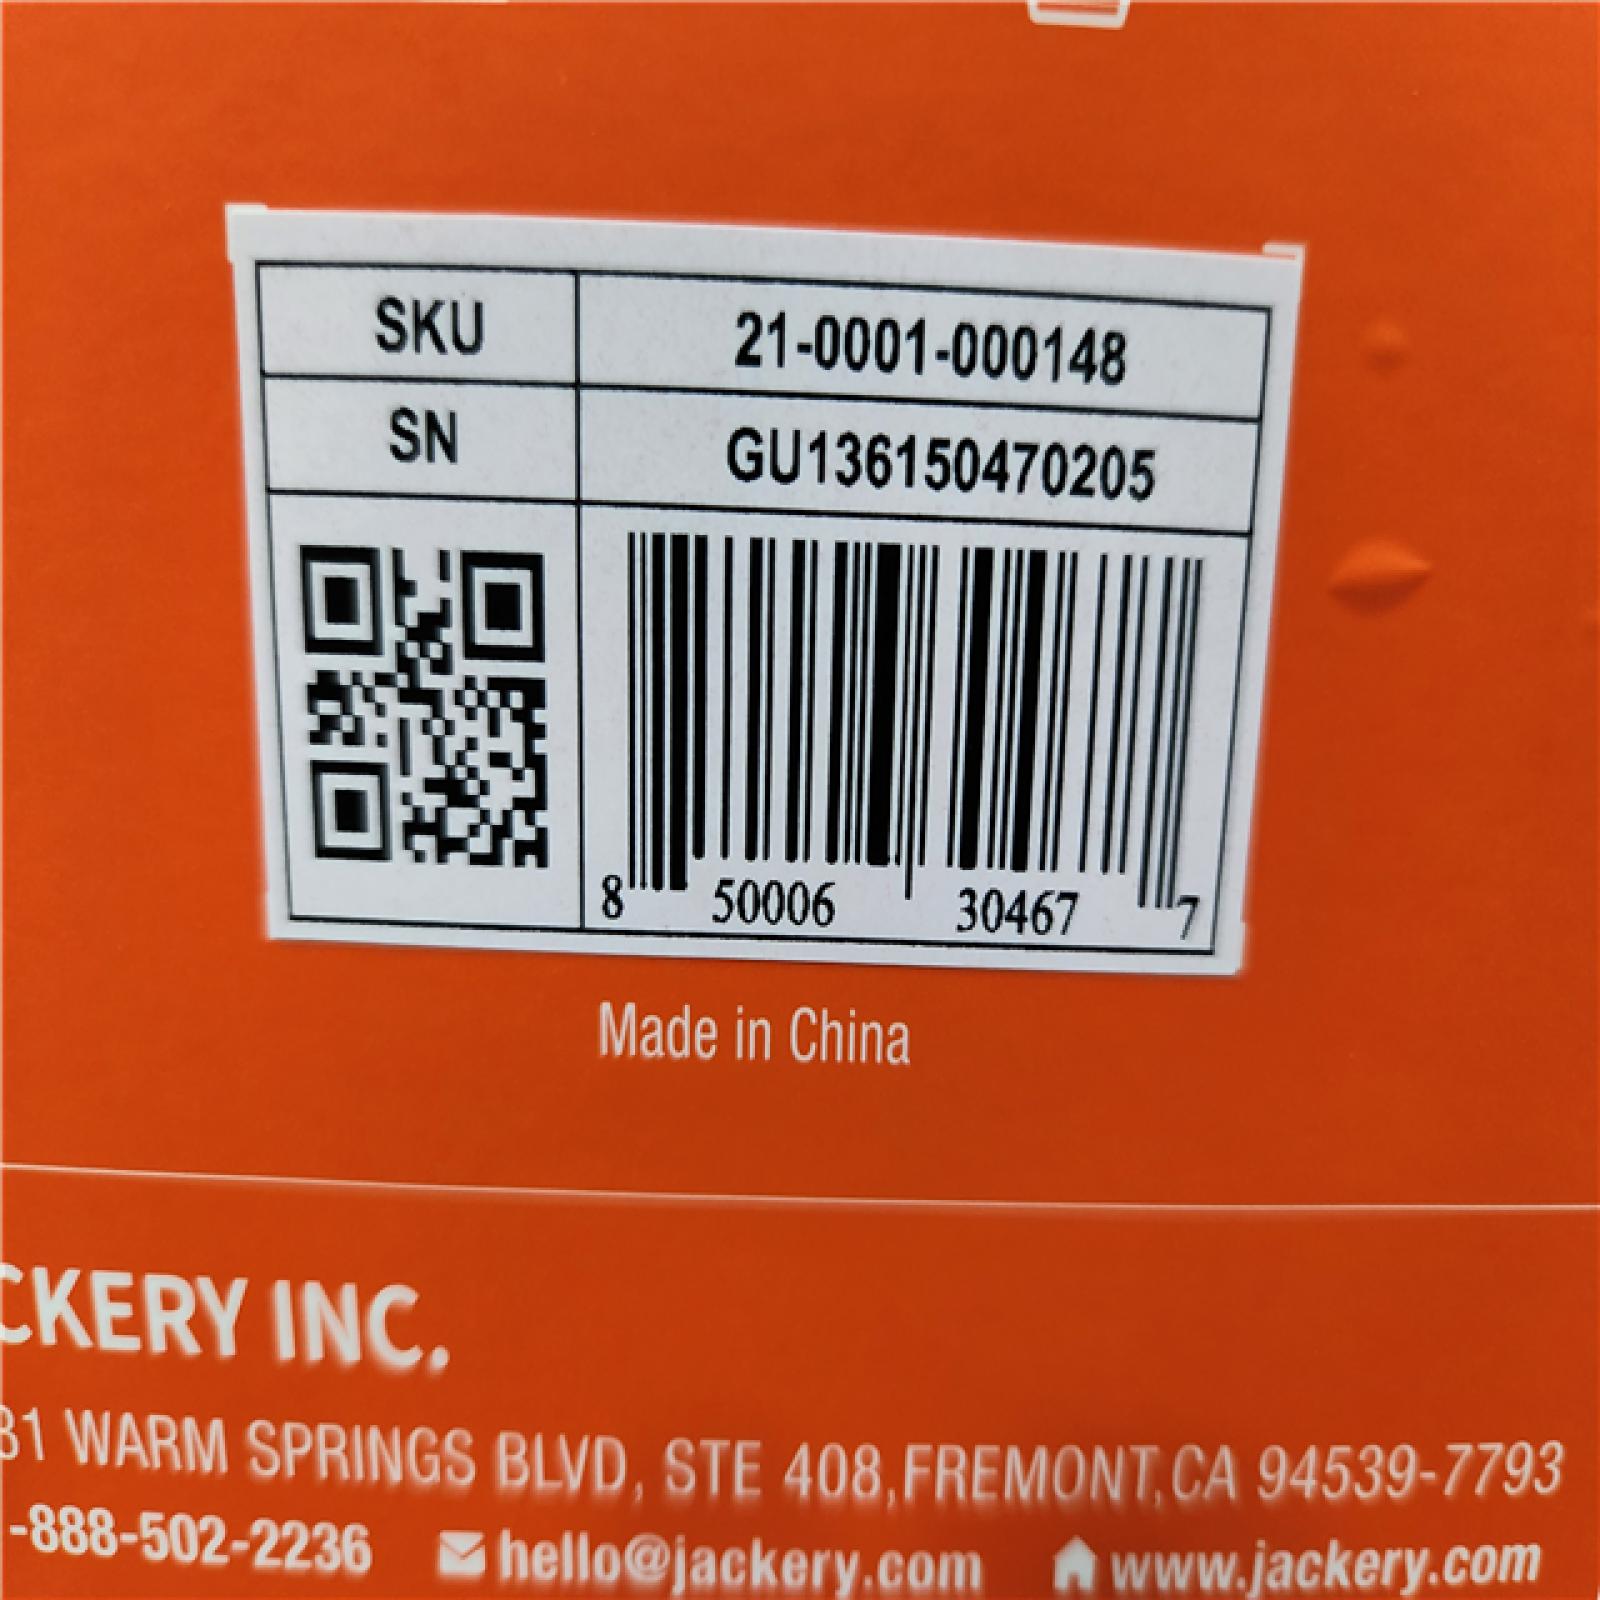 SKU 21-0001-000148
SN GU136150470205
8 50006 30467 7
Made in China
CKERY INC.
81 WARM SPRINGS BLVD, STE 408,FREMONT,CA 94539-7793
-888-502-2236 hello@jackery.com www.jackery.com